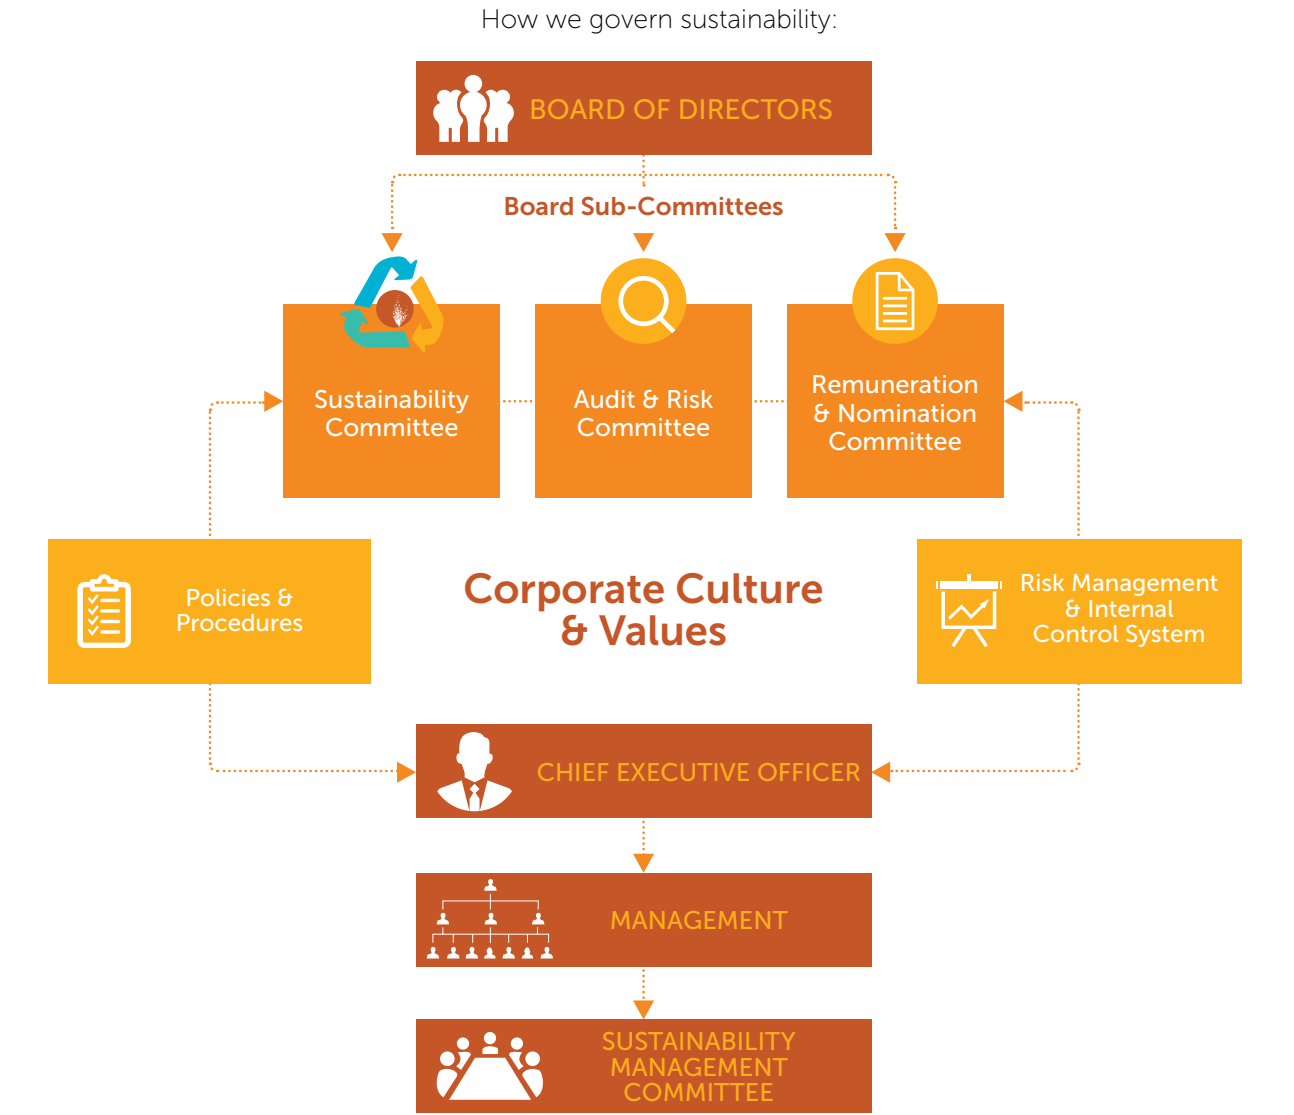 How we govern sustainability:
BOARD OF DIRECTORS
Board Sub-Committees
Sustainability
Committee
Audit & Risk
Committee
Remuneration
& Nomination
Committee
Policies &
Procedures
Corporate Culture
& Values
Risk Management
& Internal
Control System
CHIEF EXECUTIVE OFFICER
MANAGEMENT
SUSTAINABILITY
MANAGEMENT
COMMITTEE